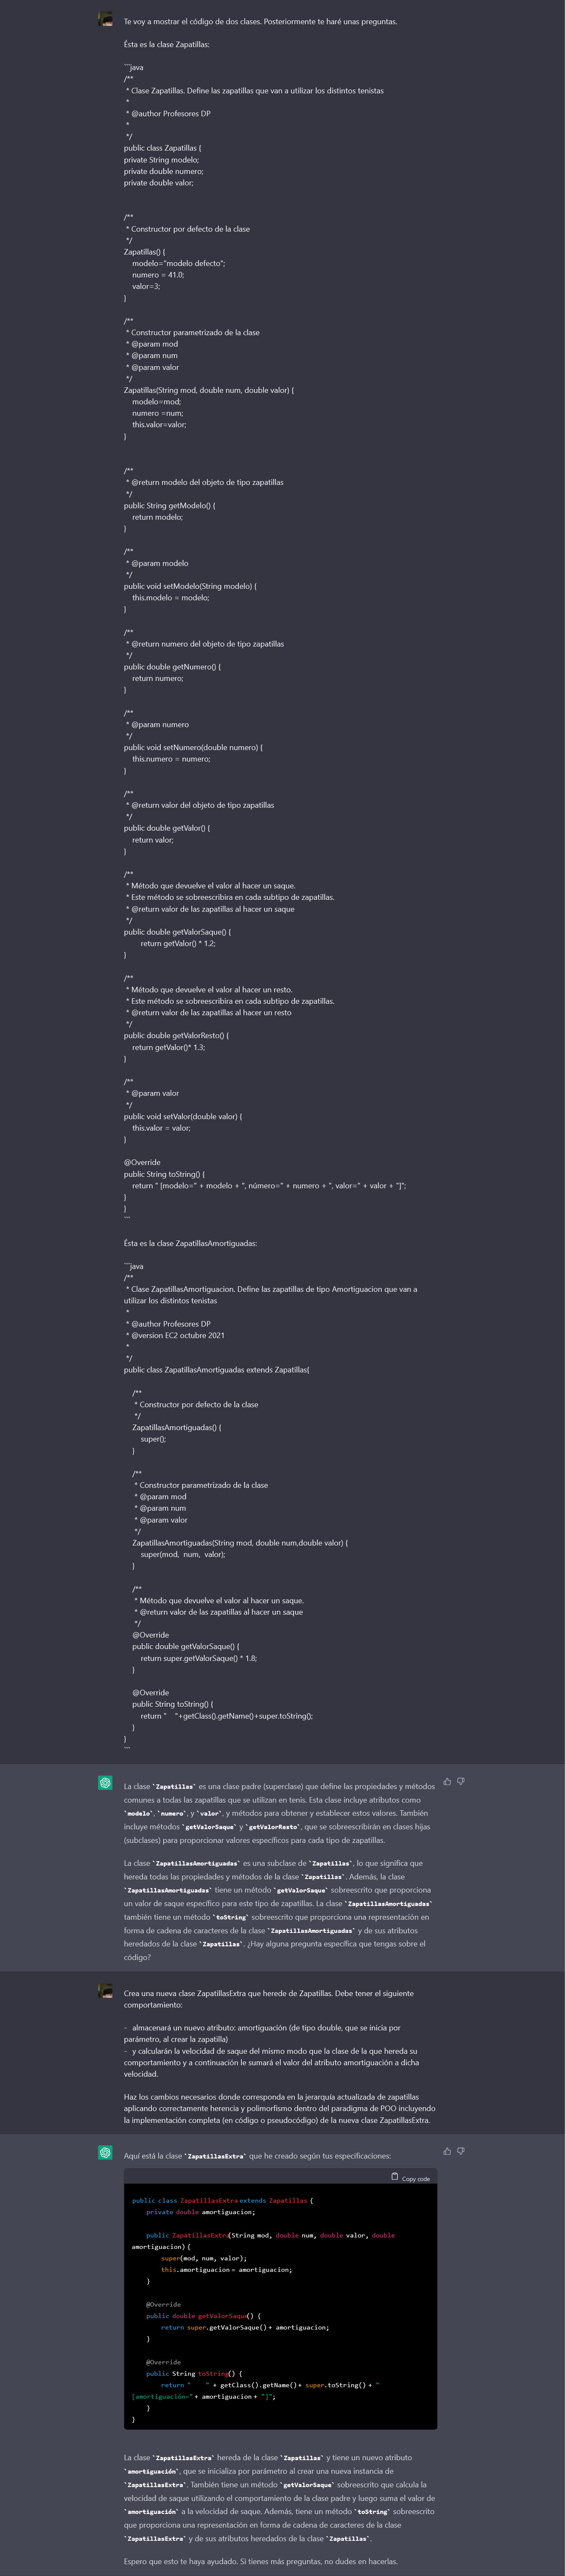 Te voy a mostrar el código de dos clases. Posteriormente te haré unas preguntas.
Ésta es la clase Zapatillas:
```java
/**
* Clase Zapatillas. Define las zapatillas que van a utilizar los distintos tenistas
*
* @author Profesores DP
*
*/
public class Zapatillas {
private String modelo;
private double numero;
private double valor;
/**
* Constructor por defecto de la clase
*/
Zapatillas() {
modelo="modelo defecto";
numero = 41.0;
valor=3;
}
/**
* Constructor parametrizado de la clase
* @param mod
* @param num
* @param valor
*/
Zapatillas(String mod, double num, double valor) {
modelo=mod;
numero =num;
this.valor=valor;
}
/**
* @return modelo del objeto de tipo zapatillas
*/
public String getModelo() {
return modelo;
}
/**
* @param modelo
*/
public void setModelo(String modelo) {
this.modelo = modelo;
}
/**
* @return numero del objeto de tipo zapatillas
*/
public double getNumero() {
return numero;
}
/**
* @param numero
*/
public void setNumero(double numero) {
this.numero = numero;
}
/**
* @return valor del objeto de tipo zapatillas
*/
public double getValor() {
return valor;
}
/**
* Método que devuelve el valor al hacer un saque.
* Este método se sobreescribira en cada subtipo de zapatillas.
* @return valor de las zapatillas al hacer un saque
*/
public double getValorSaque() {
return getValor() * 1.2;
}
/**
* Método que devuelve el valor al hacer un resto.
* Este método se sobreescribira en cada subtipo de zapatillas.
* @return valor de las zapatillas al hacer un resto
*/
public double getValorResto() {
return getValor()* 1.3;
}
/**
* @param valor
*/
public void setValor(double valor) {
this.valor = valor;
}
@Override
public String toString() {
return " [modelo=" + modelo + ", número=" + numero + ", valor=" + valor + "]";
}
}
```
Ésta es la clase ZapatillasAmortiguadas:
```java
/**
* Clase ZapatillasAmortiguacion. Define las zapatillas de tipo Amortiguacion que van a
utilizar los distintos tenistas
*
* @author Profesores DP
* @version EC2 octubre 2021
*
*/
public class ZapatillasAmortiguadas extends Zapatillas{
/**
* Constructor por defecto de la clase
*/
ZapatillasAmortiguadas() {
super();
}
/**
* Constructor parametrizado de la clase
* @param mod
* @param num
* @param valor
*/
ZapatillasAmortiguadas(String mod, double num,double valor) {
super(mod, num, valor);
}
/**
* Método que devuelve el valor al hacer un saque.
* @return valor de las zapatillas al hacer un saque
*/
@Override
public double getValorSaque() {
return super.getValorSaque() * 1.8;
}
@Override
public String toString() {
return "    "+getClass().getName()+super.toString();
}
}
```
La clase `Zapatillas` es una clase padre (superclase) que define las propiedades y métodos
comunes a todas las zapatillas que se utilizan en tenis. Esta clase incluye atributos como
`modelo`, `numero`, y `valor`, y métodos para obtener y establecer estos valores. También
incluye métodos `getValorSaque` y `getValorResto`, que se sobreescribirán en clases hijas
(subclases) para proporcionar valores específicos para cada tipo de zapatillas.
La clase `ZapatillasAmortiguadas` es una subclase de `Zapatillas`, lo que significa que
hereda todas las propiedades y métodos de la clase `Zapatillas`. Además, la clase
`ZapatillasAmortiguadas` tiene un método `getValorSaque` sobreescrito que proporciona
un valor de saque específico para este tipo de zapatillas. La clase `ZapatillasAmortiguadas`
también tiene un método `toString` sobreescrito que proporciona una representación en
forma de cadena de caracteres de la clase `ZapatillasAmortiguadas` y de sus atributos
heredados de la clase `Zapatillas`. ¿Hay alguna pregunta específica que tengas sobre el
código?
Crea una nueva clase ZapatillasExtra que herede de Zapatillas. Debe tener el siguiente
comportamiento:
- almacenará un nuevo atributo: amortiguación (de tipo double, que se inicia por
parámetro, al crear la zapatilla)
- y calcularán la velocidad de saque del mismo modo que la clase de la que hereda su
comportamiento y a continuación le sumará el valor del atributo amortiguación a dicha
velocidad.
Haz los cambios necesarios donde corresponda en la jerarquía actualizada de zapatillas
aplicando correctamente herencia y polimorfismo dentro del paradigma de POO incluyendo
la implementación completa (en código o pseudocódigo) de la nueva clase ZapatillasExtra.
Aquí está la clase `ZapatillasExtra` que he creado según tus especificaciones:
Copy code
public class ZapatillasExtra extends Zapatillas {
private double amortiguacion;
public ZapatillasExtra(String mod, double num, double valor, double
amortiguacion) {
super(mod, num, valor);
this.amortiguacion = amortiguacion;
}
@Override
public double getValorSaque() {
return super.getValorSaque() + amortiguacion;
}
@Override
public String toString() {
return "    " + getClass().getName() + super.toString() + "
[amortiguación=" + amortiguacion + "]";
}
}
La clase `ZapatillasExtra` hereda de la clase `Zapatillas` y tiene un nuevo atributo
`amortiguación`, que se inicializa por parámetro al crear una nueva instancia de
`ZapatillasExtra`. También tiene un método `getValorSaque` sobreescrito que calcula la
velocidad de saque utilizando el comportamiento de la clase padre y luego suma el valor de
`amortiguación` a la velocidad de saque. Además, tiene un método `toString` sobreescrito
que proporciona una representación en forma de cadena de caracteres de la clase
`ZapatillasExtra` y de sus atributos heredados de la clase `Zapatillas`.
Espero que esto te haya ayudado. Si tienes más preguntas, no dudes en hacerlas.